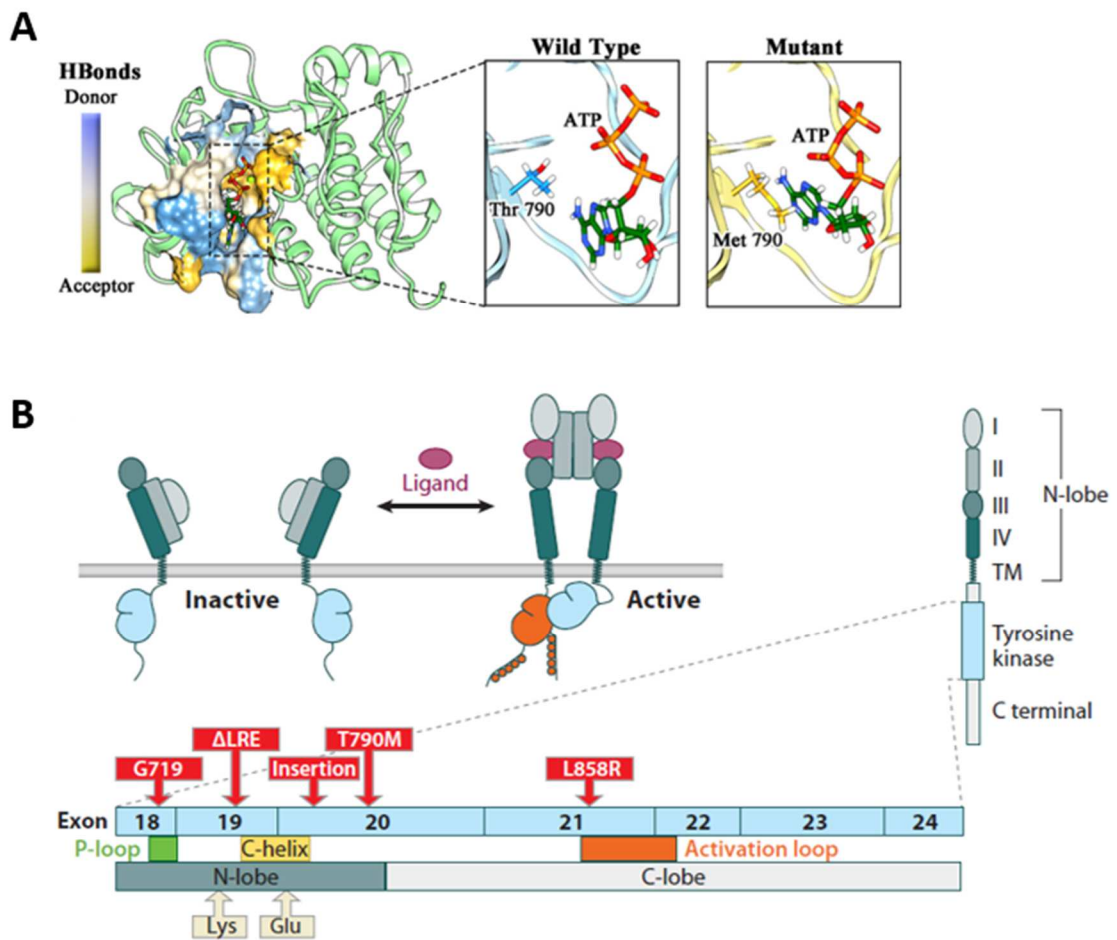 A
HBonds
Donor
Acceptor
Wild Type
ATP
Thr 790
Mutant
ATP
Met 790
B
Ligand
Inactive
Active
I
II
III
IV
TM
N-lobe
Tyrosine
kinase
C terminal
G719
ΔLRE
Insertion
T790M
L858R
Exon 18 19 20 21 22 23 24
P-loop C-helix Activation loop
N-lobe C-lobe
Lys Glu